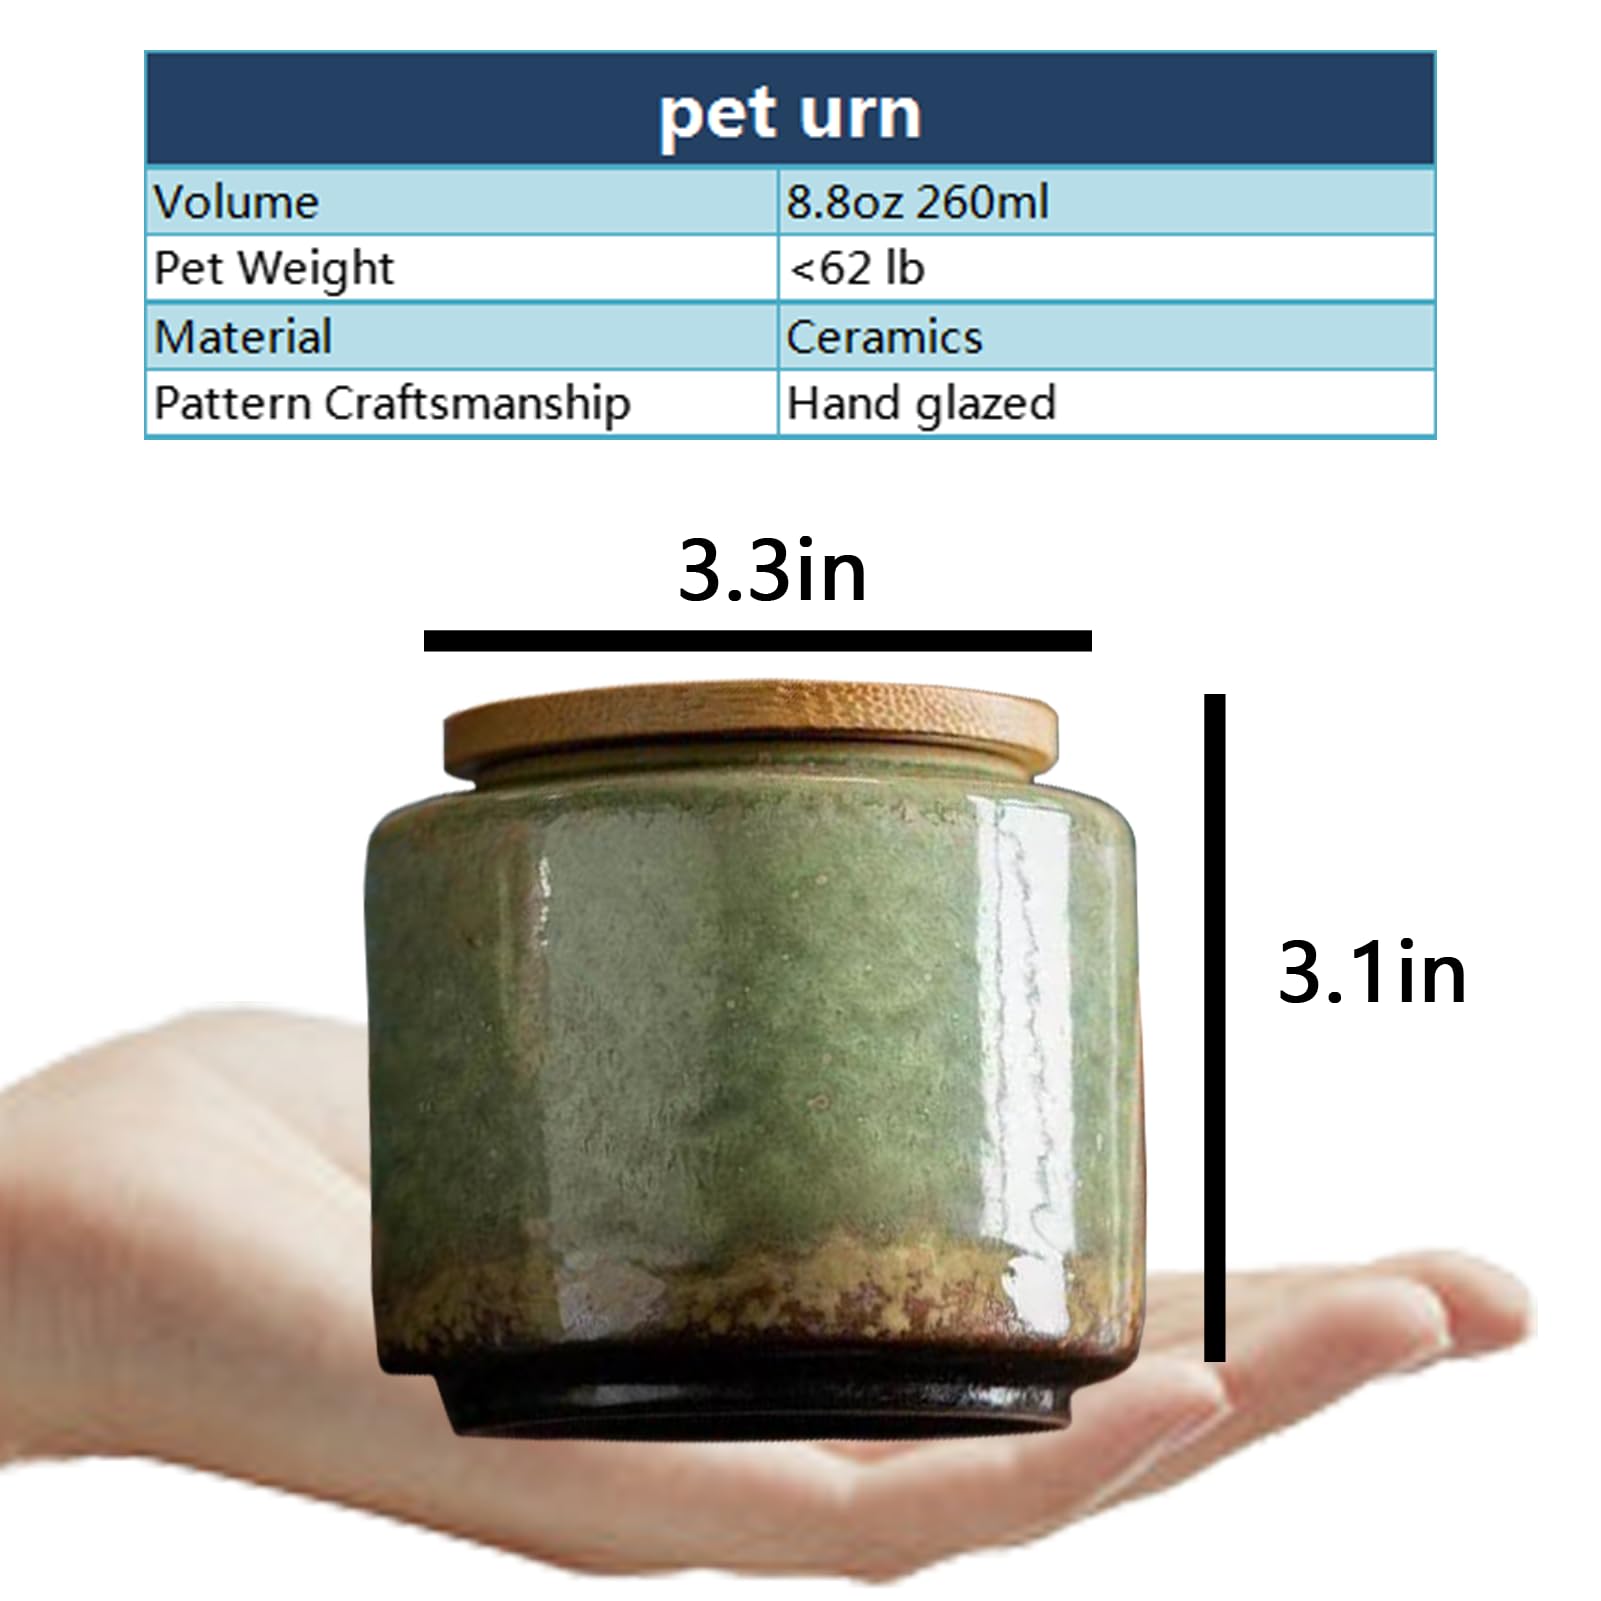 pet urn
Volume 8.8oz 260ml
Pet Weight <62 lb
Material Ceramics
Pattern Craftsmanship Hand glazed
3.3in
3.1in